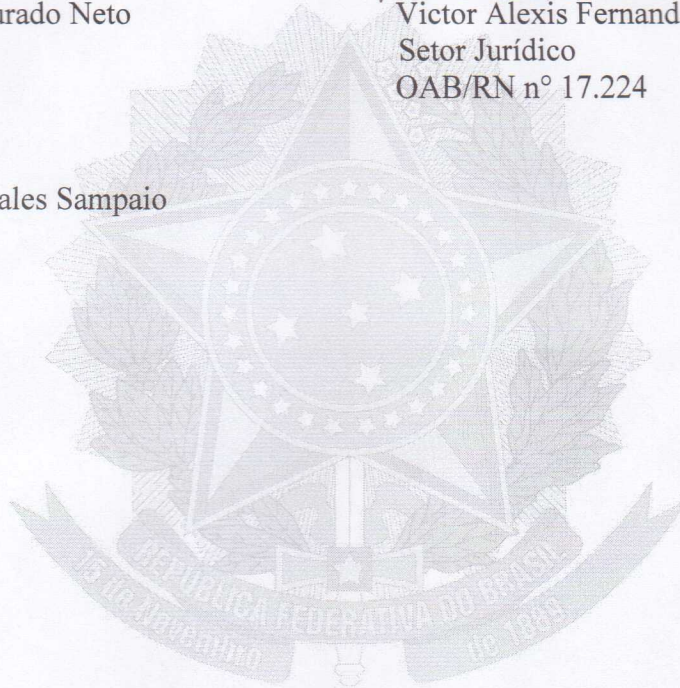 urado Neto
Victor Alexis Fernand
Setor Jurídico
OAB/RN n° 17.224
ales Sampaio
REPÚBLICA FEDERATIVA DO BRASIL
15 de Novembro
de 1889